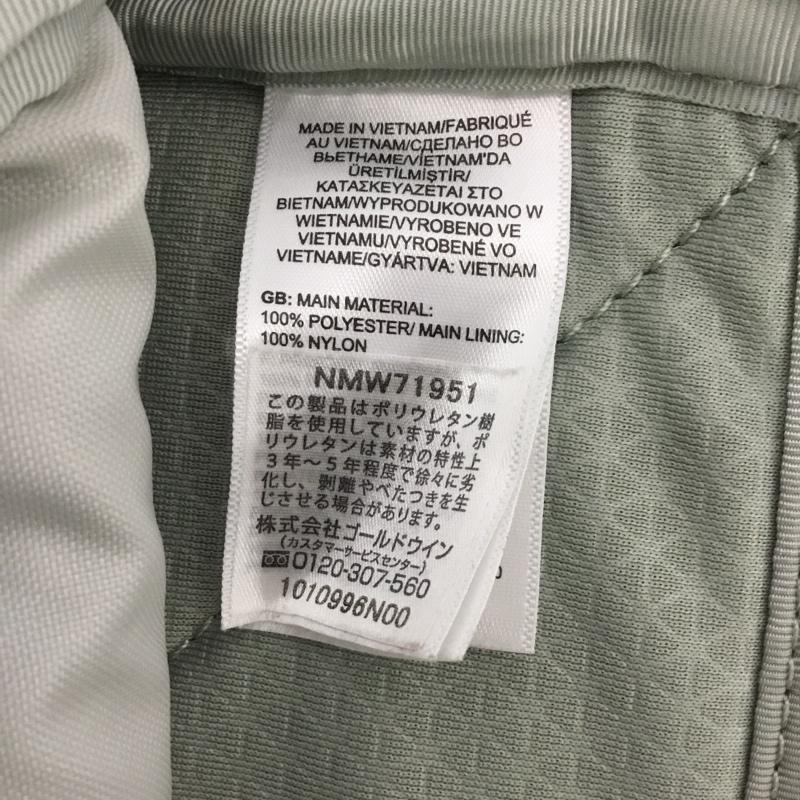 MADE IN VIETNAM/FABRIQUÉ
AU VIETNAM/СДЕЛАНО ВО
ВЬЕТНАМЕ/VİETNAM'DA
ÜRETİLMİŞTİR/
ΚΑΤΑΣΚΕΥΑΖΕΤΑΙ ΣΤΟ
ΒΙΕΤΝΑΜ/WYPRODUKOWANO W
WIETNAMIE/VYROBENO VE
VIETNAMU/VYROBENÉ VO
VIETNAME/GYÁRTVA: VIETNAM
GB: MAIN MATERIAL:
100% POLYESTER/ MAIN LINING:
100% NYLON
NMW71951
この製品はポリウレタン樹
脂を使用していますが、ポ
リウレタンは素材の特性上
3年～5年程度で徐々に劣
化し、剥離やべたつきを生
じさせる場合があります。
株式会社ゴールドウイン
(カスタマーサービスセンター)
0120-307-560
1010996N00